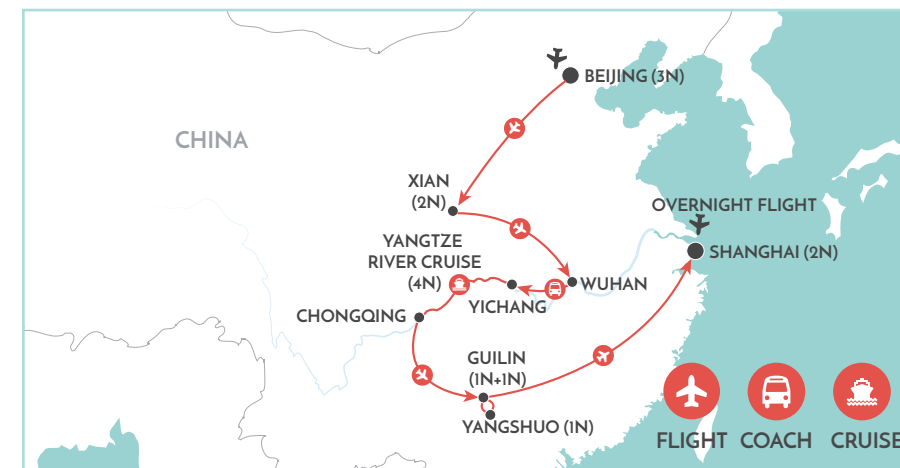 BEIJING (3N)
CHINA
XIAN
(2N)
OVERNIGHT FLIGHT
YANGTZE
RIVER CRUISE
(4N)
SHANGHAI (2N)
WUHAN
YICHANG
CHONGQING
GUILIN
(1N+1N)
YANGSHUO (1N)
FLIGHT
COACH
CRUISE